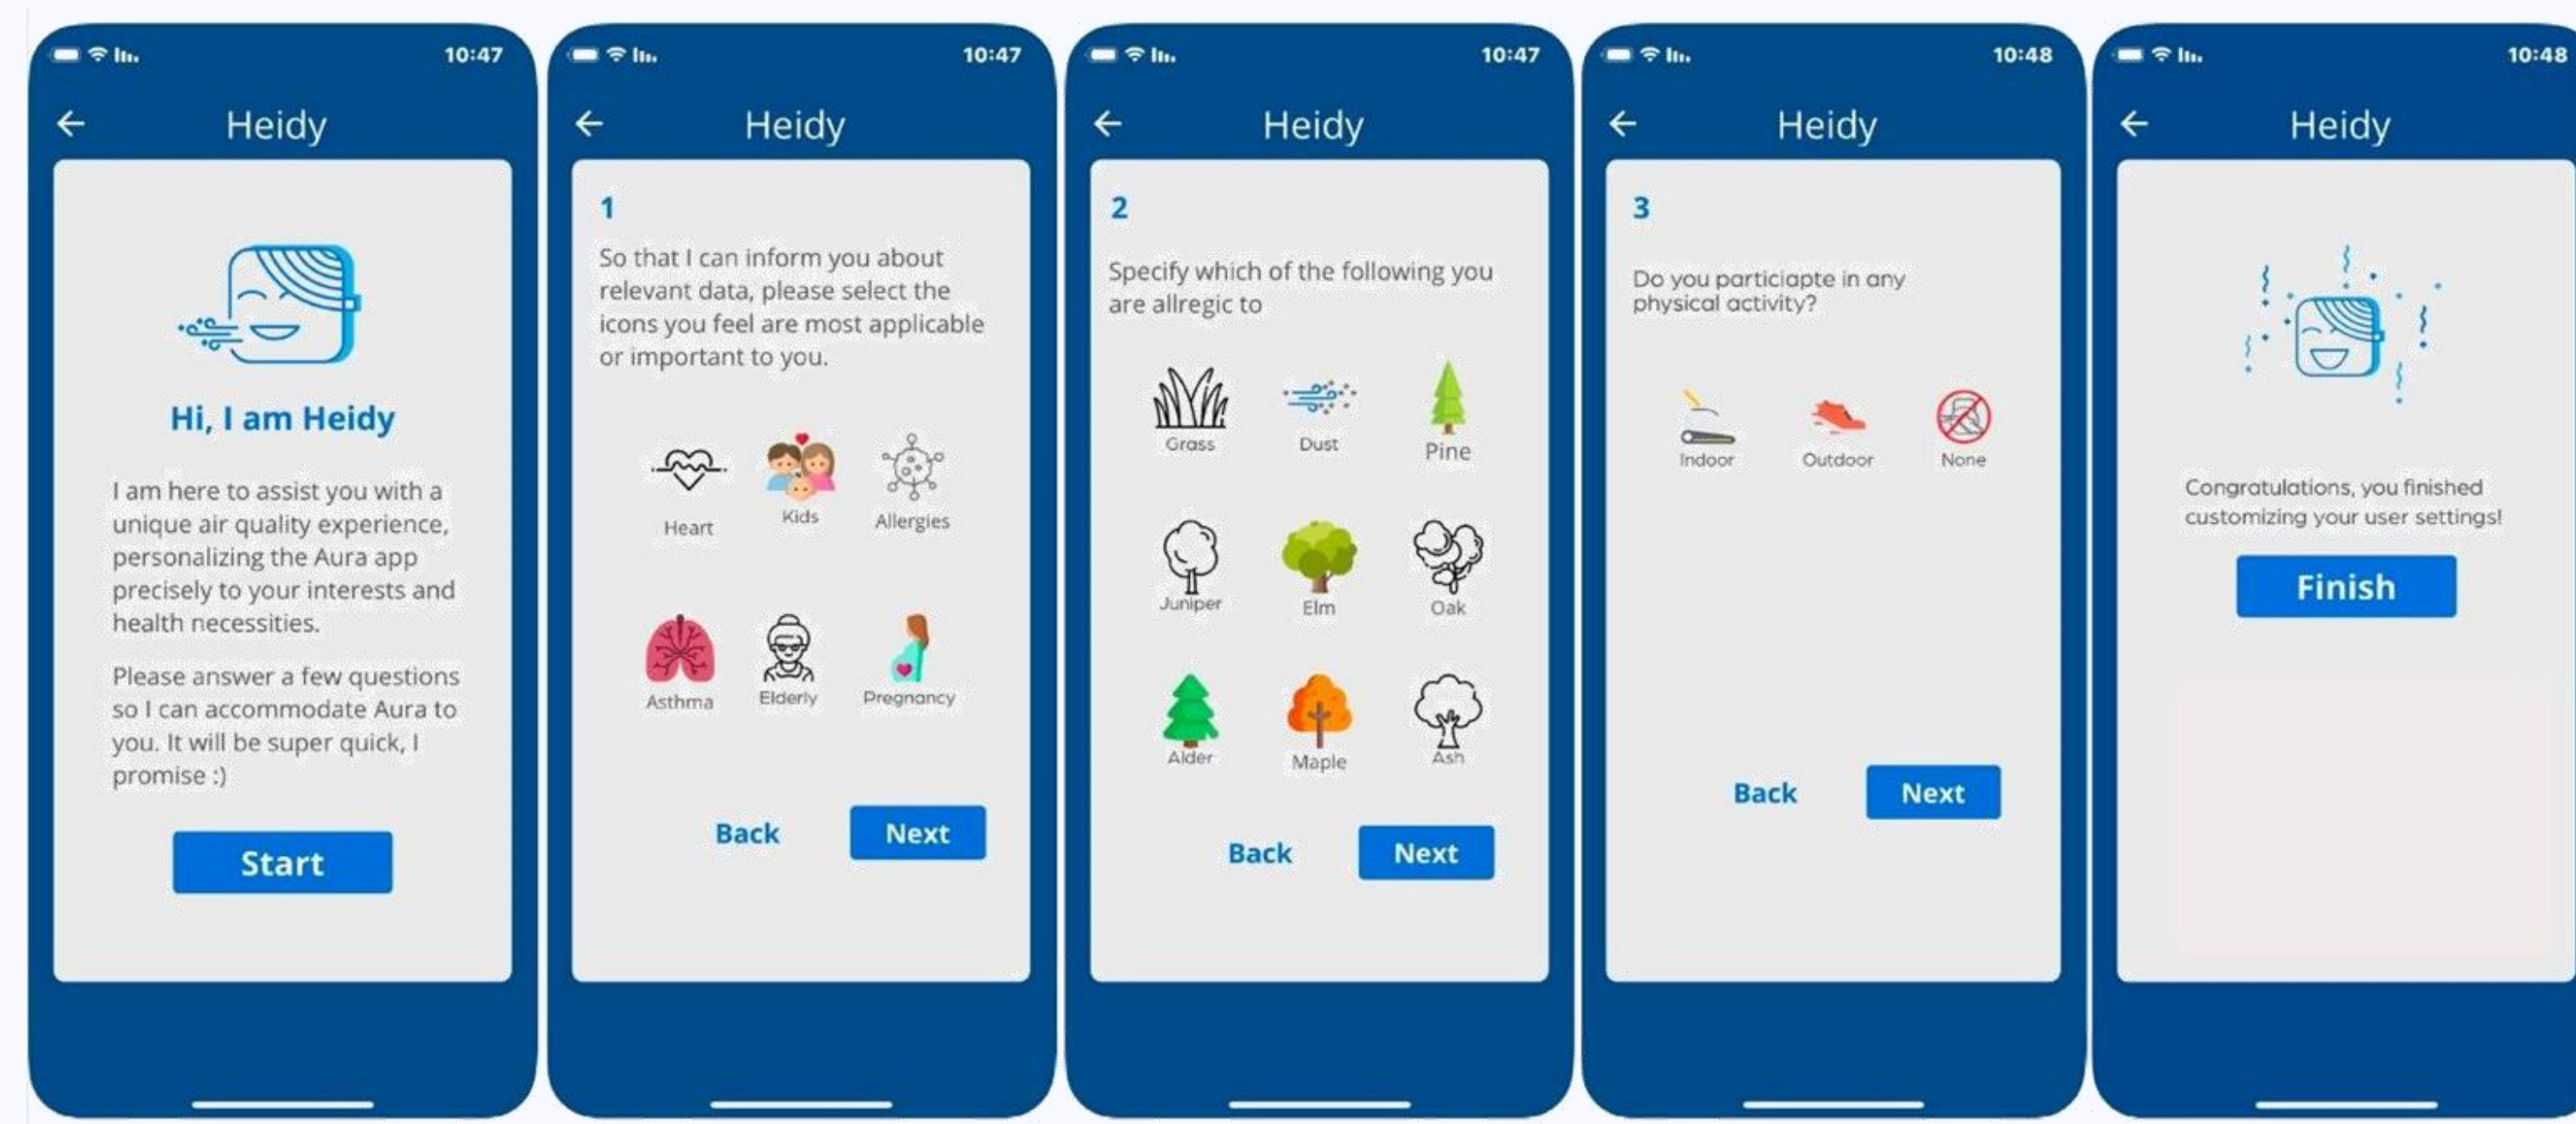 10:47
Heidy
Hi, I am Heidy
I am here to assist you with a
unique air quality experience,
personalizing the Aura app
precisely to your interests and
health necessities.
Please answer a few questions
so I can accommodate Aura to
you. It will be super quick, I
promise :)
Start
10:47
Heidy
1
So that I can inform you about
relevant data, please select the
icons you feel are most applicable
or important to you.
Heart Kids Allergies
Asthma Elderly Pregnancy
Back Next
10:47
Heidy
2
Specify which of the following you
are allregic to
Grass Dust Pine
Juniper Elm Oak
Alder Maple Ash
Back Next
10:48
Heidy
3
Do you particiapte in any
physical activity?
Indoor Outdoor None
Back Next
10:48
Heidy
Congratulations, you finished
customizing your user settings!
Finish